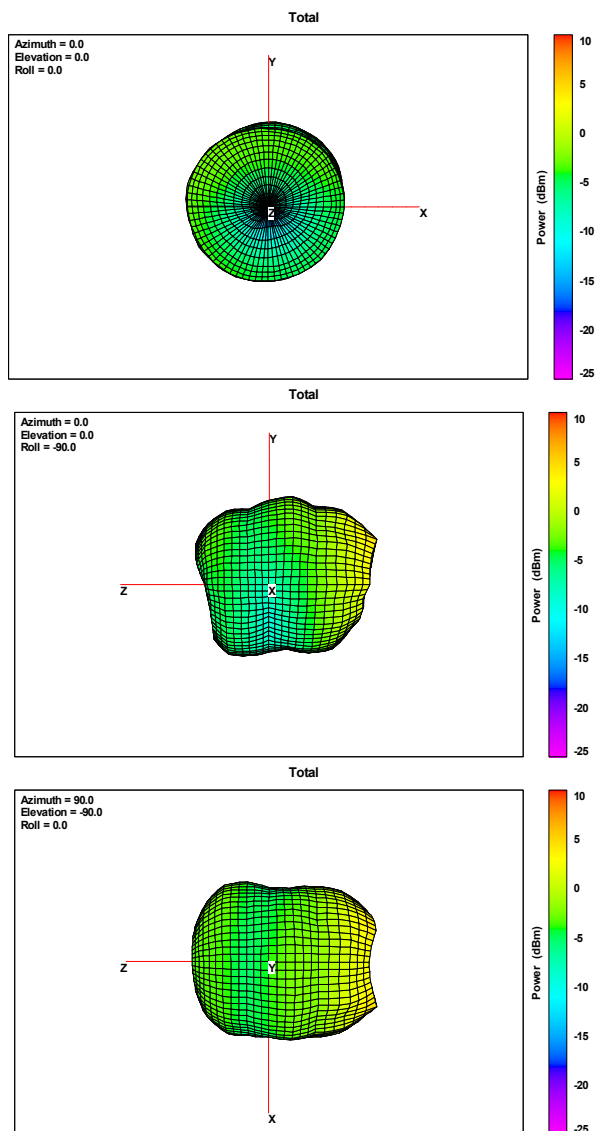 Total
Azimuth = 0.0
Elevation = 0.0
Roll = 0.0
Y
Z
X
10
5
0
-5
-10
-15
-20
-25
Power (dBm)
Total
Azimuth = 0.0
Elevation = 0.0
Roll = -90.0
Y
Z
X
10
5
0
-5
-10
-15
-20
-25
Power (dBm)
Total
Azimuth = 90.0
Elevation = -90.0
Roll = 0.0
Z
Y
X
10
5
0
-5
-10
-15
-20
-25
Power (dBm)